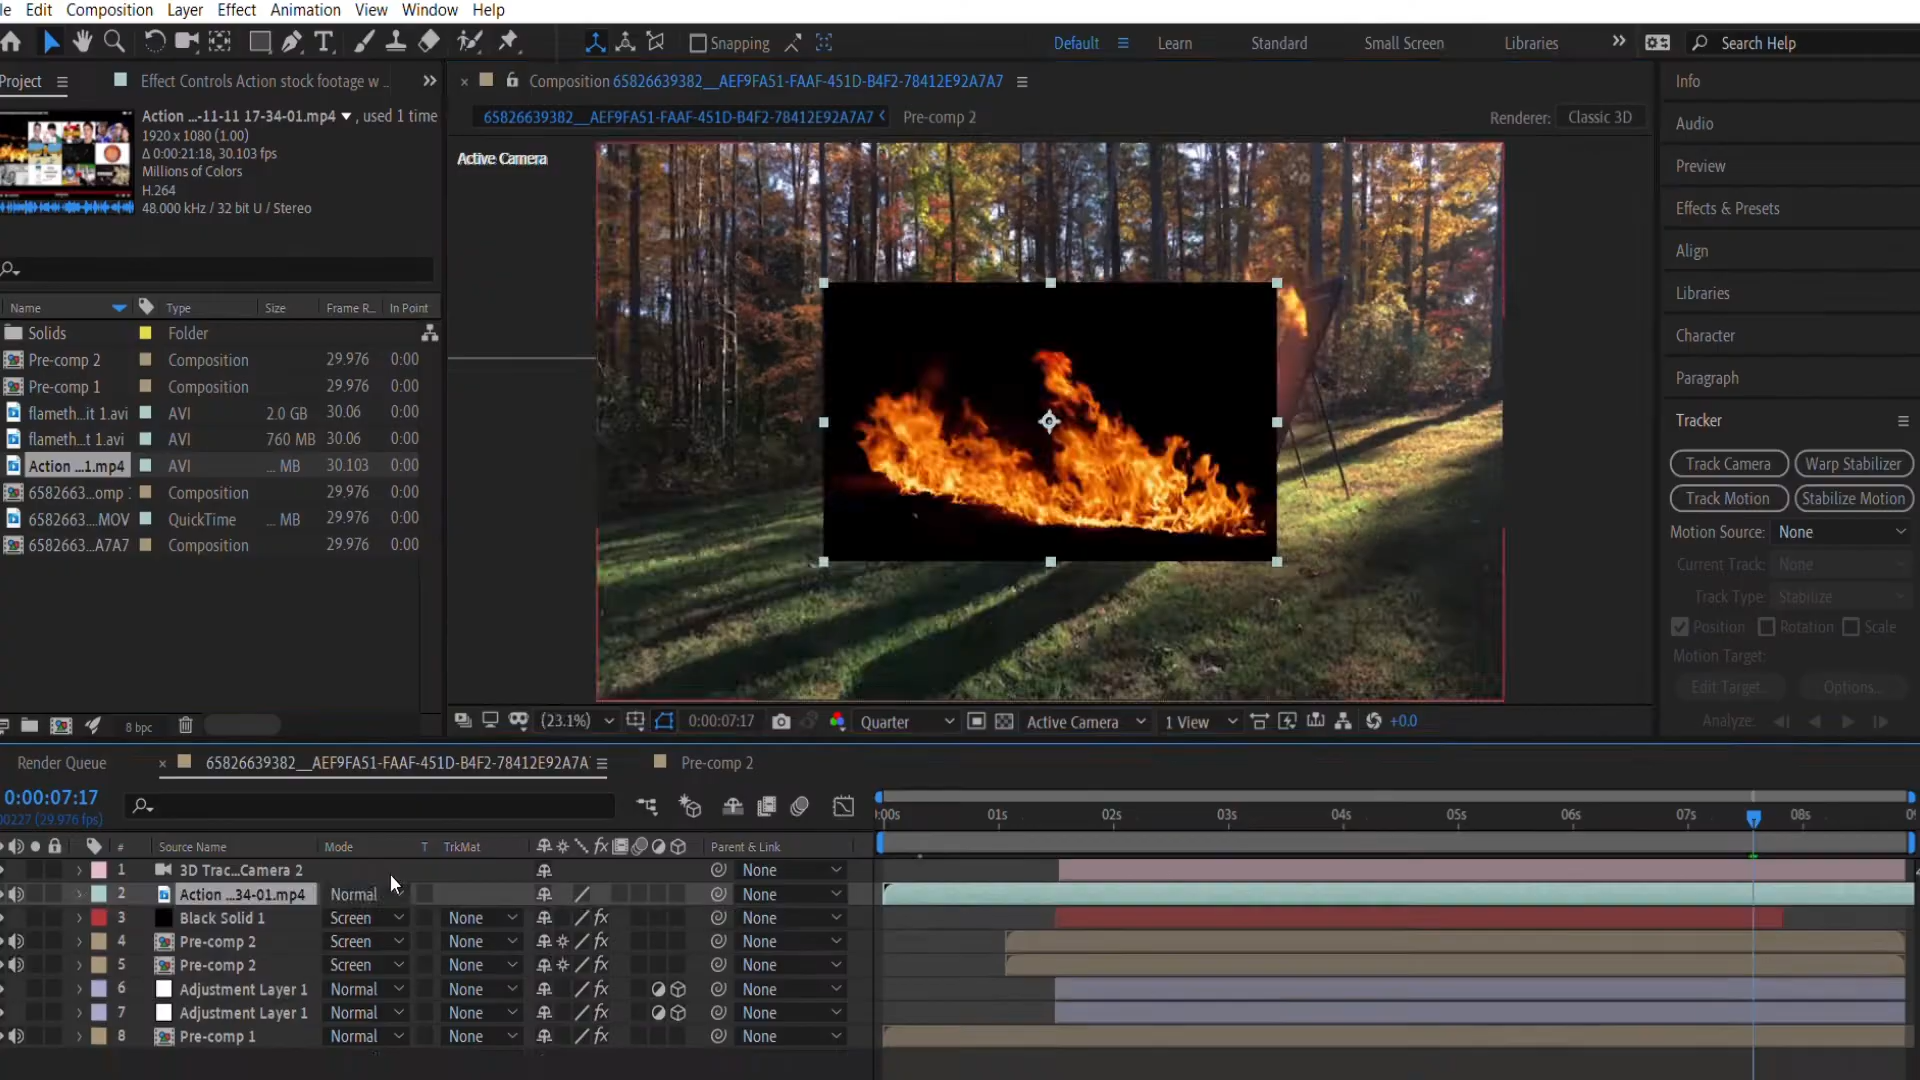 le Edit Composition Layer Effect Animation View Window Help
Snapping
Default Learn Standard Small Screen Libraries Search Help
Project Effect Controls Action stock footage w ..
Action ...-11-11 17-34-01.mp4 , used 1 time
1920 x 1080 (1.00)
Δ 0:00:21:18, 30.103 fps
Millions of Colors
H.264
48.000 kHz / 32 bit U / Stereo
Name Type Size Frame R... In Point
Solids Folder
Pre-comp 2 Composition 29.976 0:00
Pre-comp 1 Composition 29.976 0:00
flameth...it 1.avi AVI 2.0 GB 30.06 0:00
flameth...t 1.avi AVI 760 MB 30.06 0:00
Action ...1.mp4 AVI ... MB 30.103 0:00
6582663...omp Composition 29.976 0:00
6582663....MOV QuickTime ... MB 29.976 0:00
6582663...A7A7 Composition 29.976 0:00
8 bpc
Composition 65826639382__AEF9FA51-FAAF-451D-B4F2-78412E92A7A7
65826639382__AEF9FA51-FAAF-451D-B4F2-78412E92A7A7 Pre-comp 2
Renderer: Classic 3D
Active Camera
(23.1%) 0:00:07:17 Quarter Active Camera 1 View +0.0
Info
Audio
Preview
Effects & Presets
Align
Libraries
Character
Paragraph
Tracker
Track Camera Warp Stabilizer
Track Motion Stabilize Motion
Motion Source: None
Current Track: None
Track Type: Stabilize
Position Rotation Scale
Motion Target:
Edit Target... Options...
Analyze:
Render Queue 65826639382__AEF9FA51-FAAF-451D-B4F2-78412E92A7A Pre-comp 2
0:00:07:17
00227 (29.976 fps)
:00s 01s 02s 03s 04s 05s 06s 07s 08s
# Source Name Mode T TrkMat Parent & Link
1 3D Trac...Camera 2 None
2 Action ...34-01.mp4 Normal None
3 Black Solid 1 Screen None None
4 Pre-comp 2 Screen None None
5 Pre-comp 2 Screen None None
6 Adjustment Layer 1 Normal None None
7 Adjustment Layer 1 Normal None None
8 Pre-comp 1 Normal None None